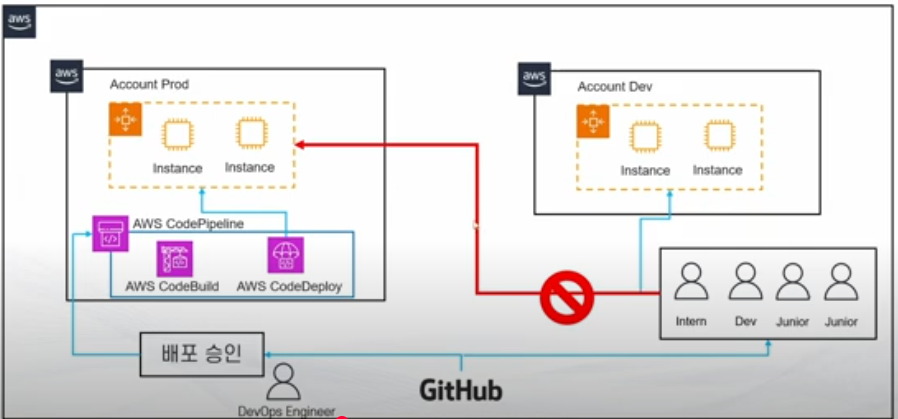 aws
aws
Account Prod
Instance
Instance
AWS CodePipeline
AWS CodeBuild
AWS CodeDeploy
aws
Account Dev
Instance
Instance
Intern
Dev
Junior
Junior
배포 승인
DevOps Engineer
GitHub